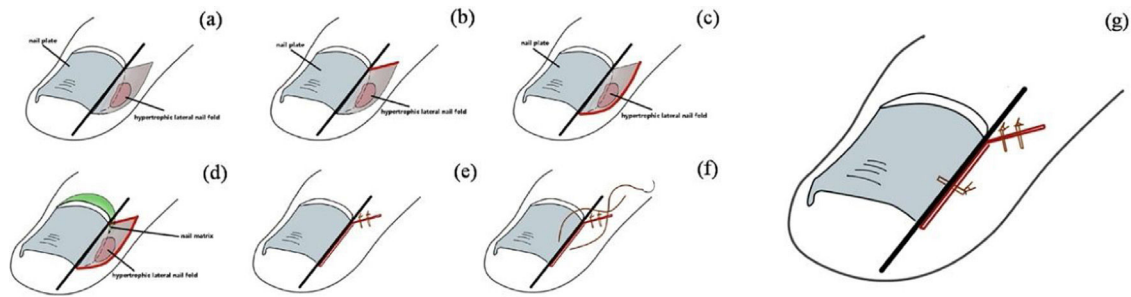 (a)
nail plate
hypertrophic lateral nail fold
(b)
nail plate
hypertrophic lateral nail fold
(c)
nail plate
hypertrophic lateral nail fold
(d)
nail matrix
hypertrophic lateral nail fold
(e)
(f)
(g)